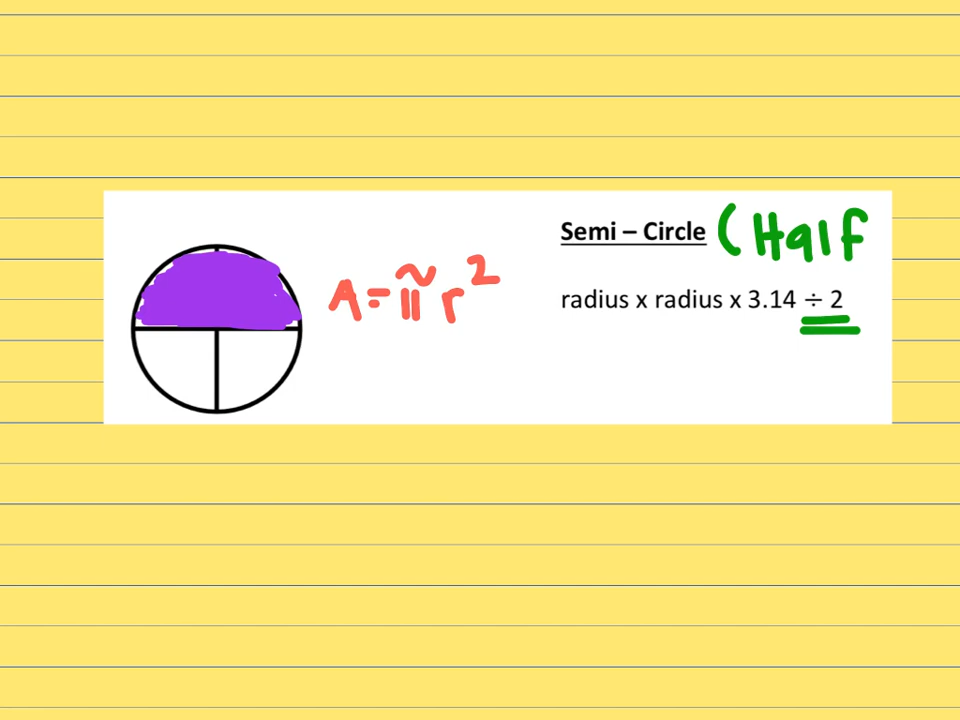 Semi – Circle (Half
A = π r²
radius x radius x 3.14 ÷ 2